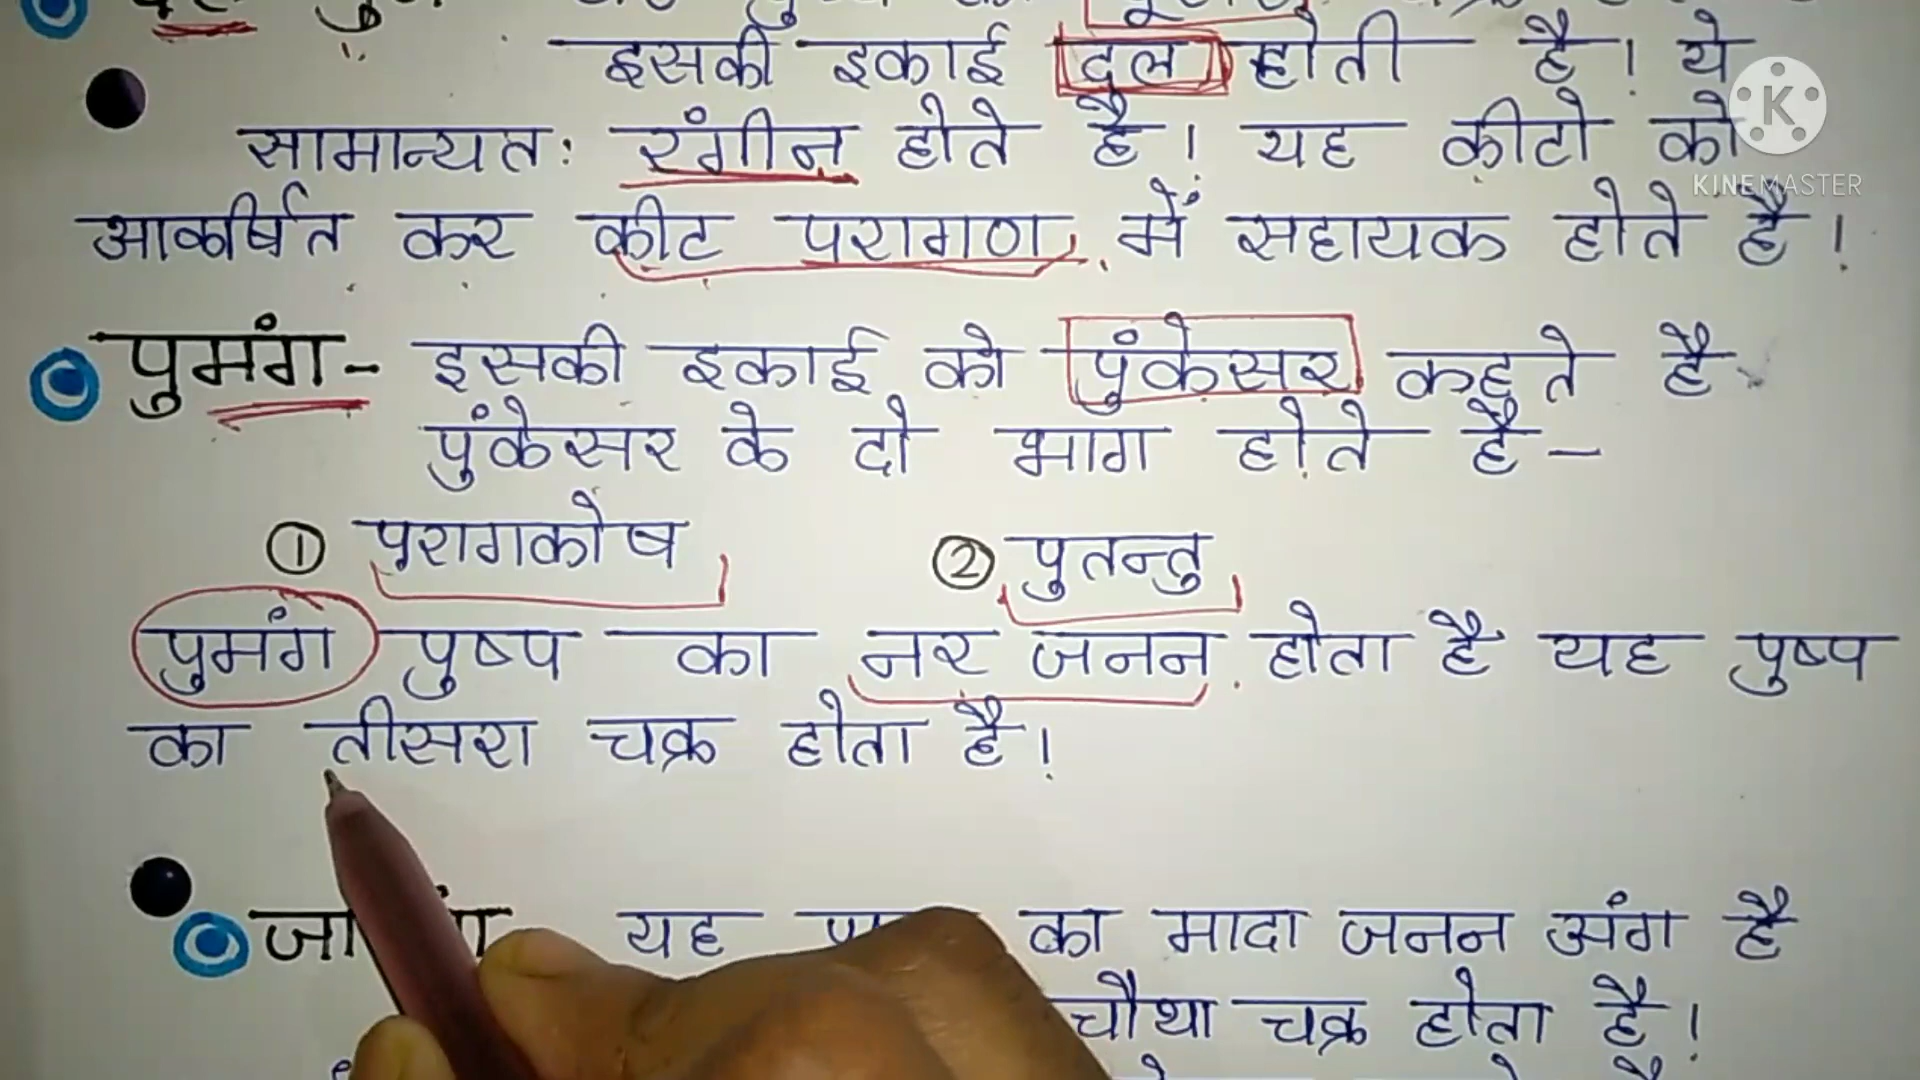 इसकी इकाई दल होती है। ये
सामान्यत: रंगीन होते है। यह कीटो को
आकर्षित कर कीट परागण में सहायक होते है।
पुमंग - इसकी इकाई को पुंकेसर कहते है
पुंकेसर के दो भाग होते है -
① परागकोष ② पुतन्तु
पुमंग पुष्प का नर जनन होता है यह पुष्प
का तीसरा चक्र होता है।
यह का मादा जनन अंग है
चौथा चक्र होता है।
KINEMASTER